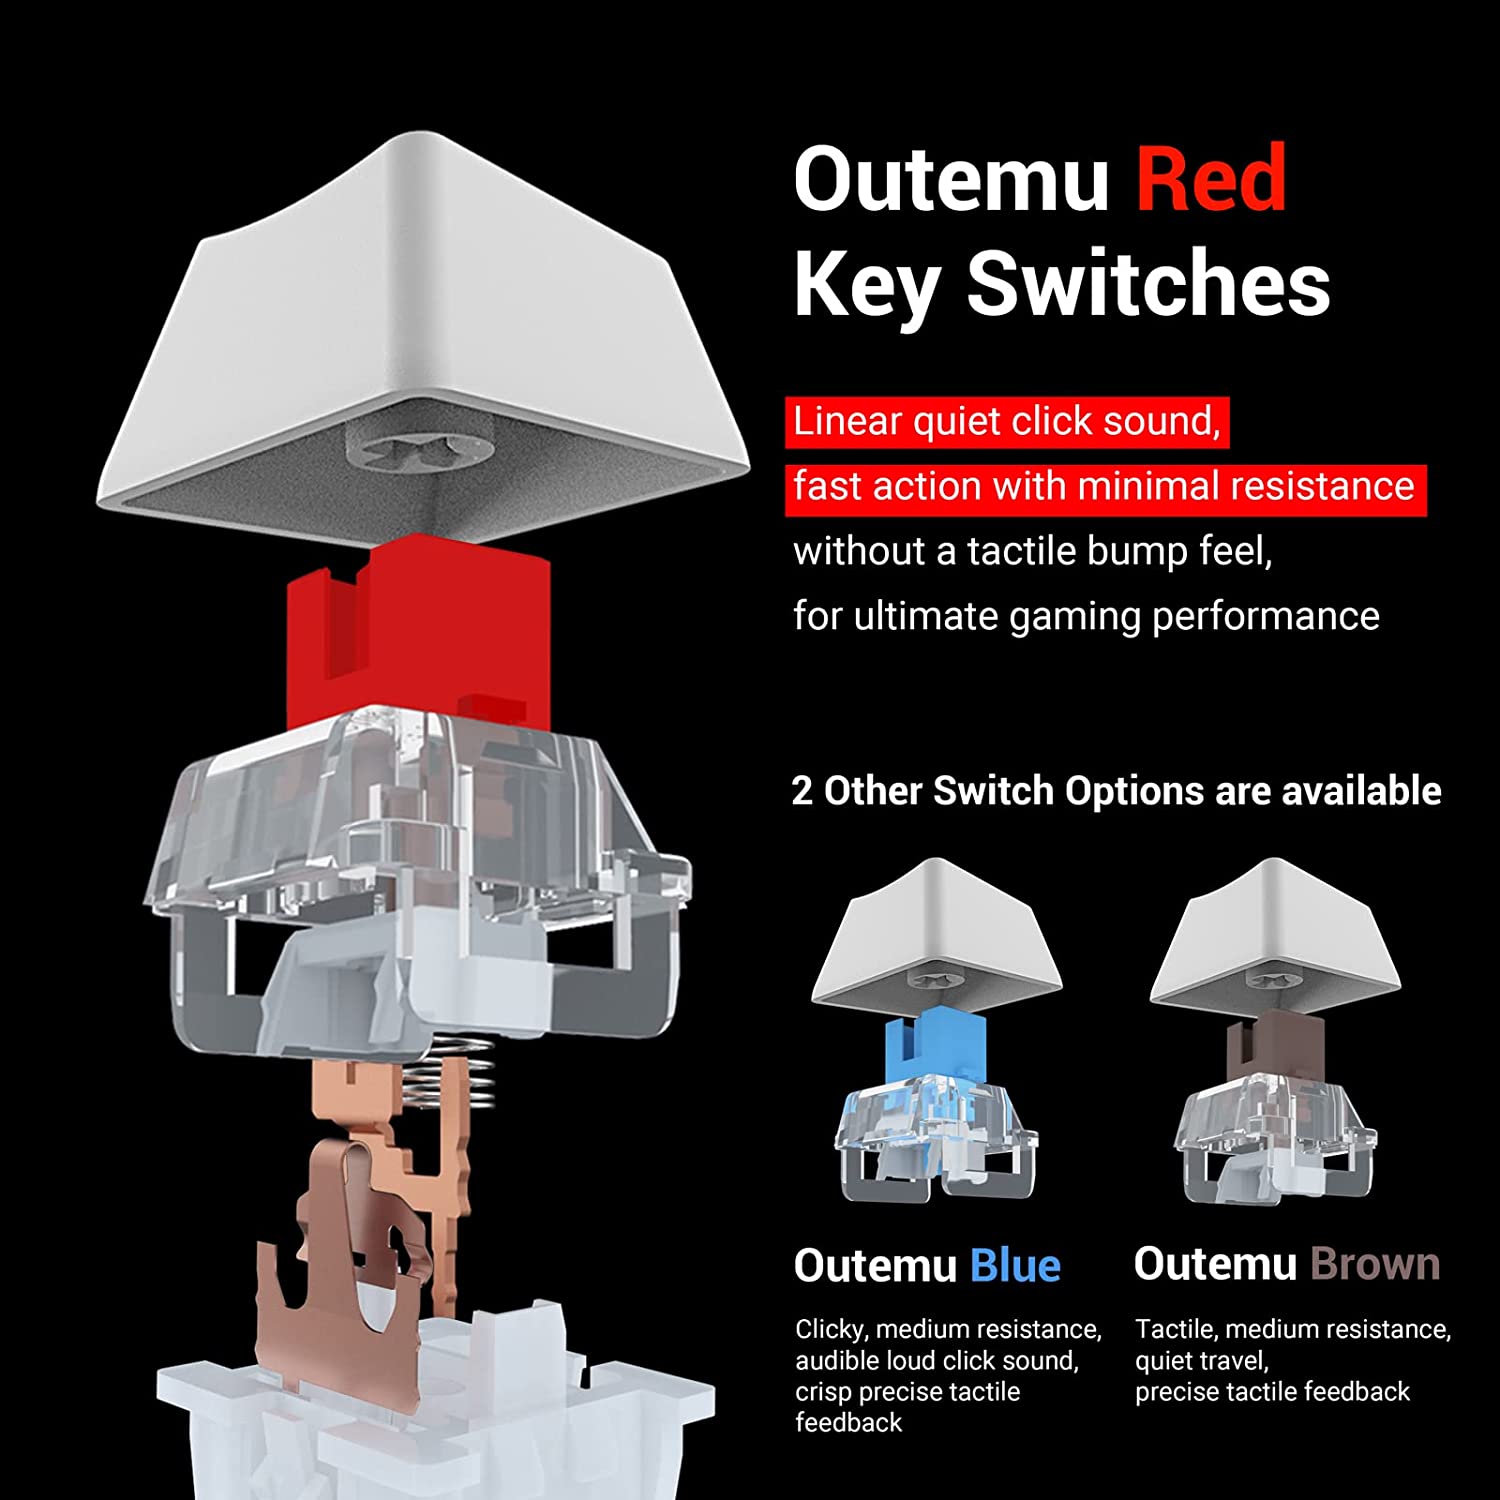 Outemu Red
Key Switches
Linear quiet click sound,
fast action with minimal resistance
without a tactile bump feel,
for ultimate gaming performance
2 Other Switch Options are available
Outemu Blue
Clicky, medium resistance,
audible loud click sound,
crisp precise tactile
feedback
Outemu Brown
Tactile, medium resistance,
quiet travel,
precise tactile feedback